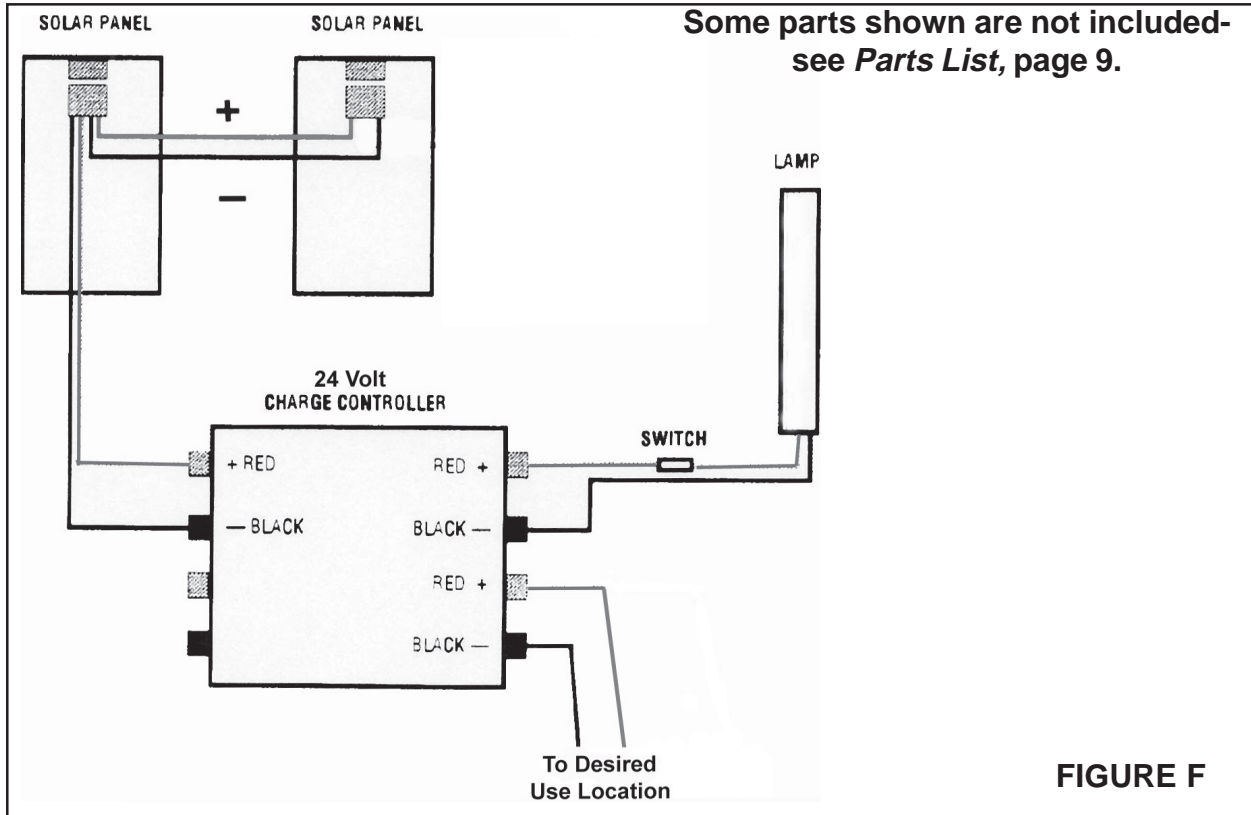 SOLAR PANEL
SOLAR PANEL
Some parts shown are not included-
see Parts List, page 9.
+
−
LAMP
24 Volt
CHARGE CONTROLLER
SWITCH
+ RED
RED +
— BLACK
BLACK —
RED +
BLACK —
To Desired
Use Location
FIGURE F